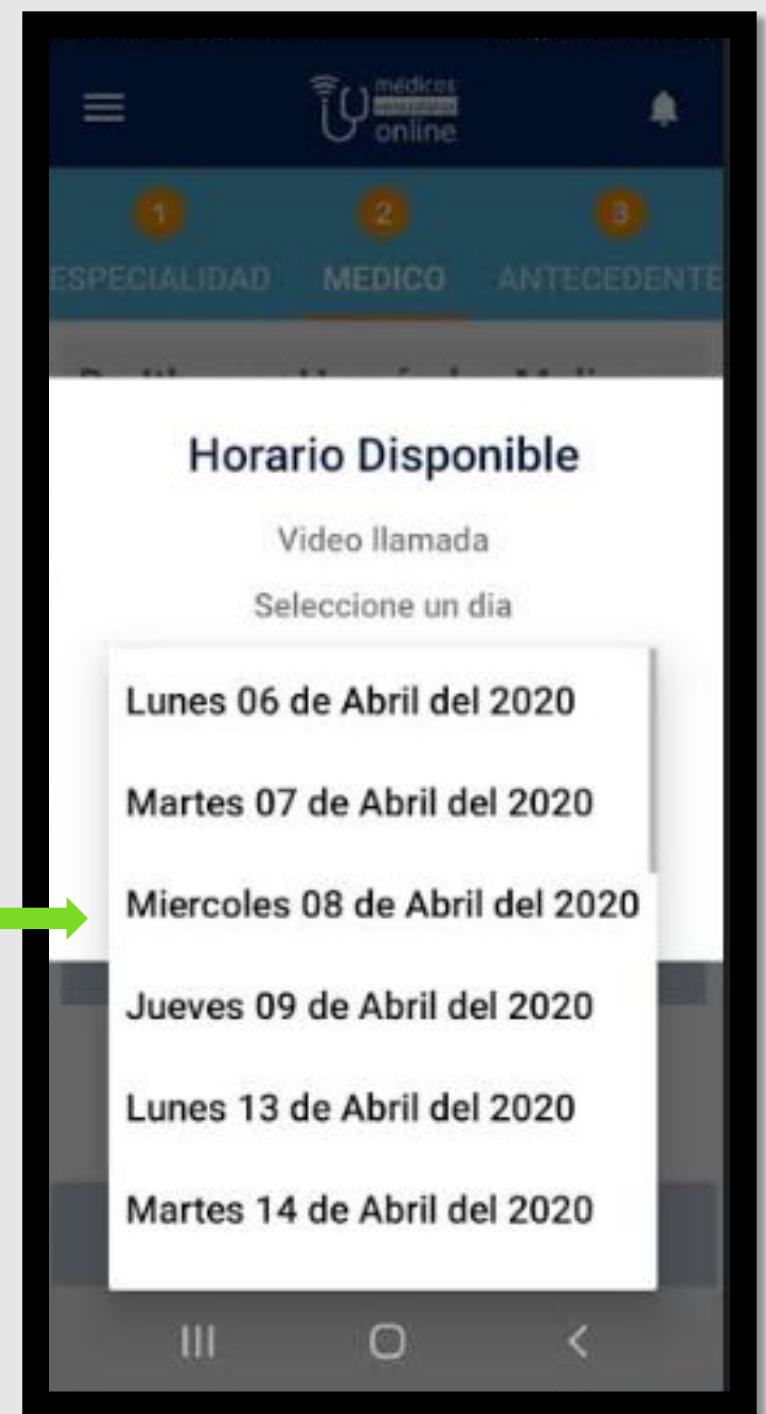 médicos
online
1
2
3
ESPECIALIDAD
MEDICO
ANTECEDENTE
Horario Disponible
Video llamada
Seleccione un dia
Lunes 06 de Abril del 2020
Martes 07 de Abril del 2020
Miercoles 08 de Abril del 2020
Jueves 09 de Abril del 2020
Lunes 13 de Abril del 2020
Martes 14 de Abril del 2020